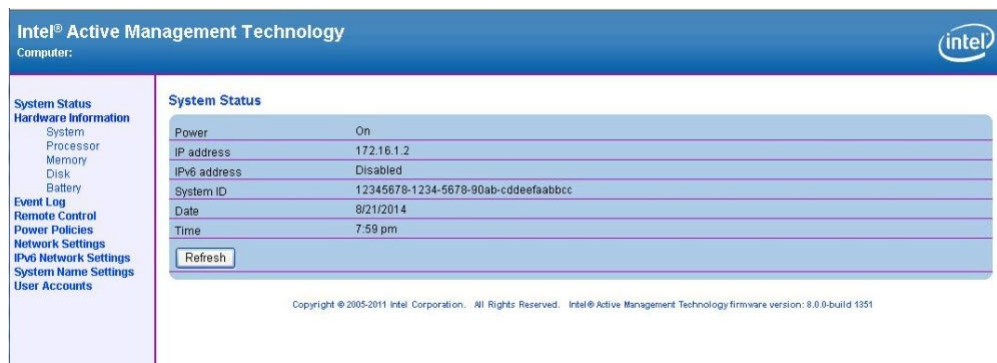 Intel® Active Management Technology
Computer:
intel
System Status
Hardware Information
System
Processor
Memory
Disk
Battery
Event Log
Remote Control
Power Policies
Network Settings
IPv6 Network Settings
System Name Settings
User Accounts
System Status
Power On
IP address 172.16.1.2
IPv6 address Disabled
System ID 12345678-1234-5678-90ab-cddeefaabbcc
Date 8/21/2014
Time 7:59 pm
Refresh
Copyright © 2005-2011 Intel Corporation. All Rights Reserved. Intel® Active Management Technology firmware version: 8.0.0-build 1351